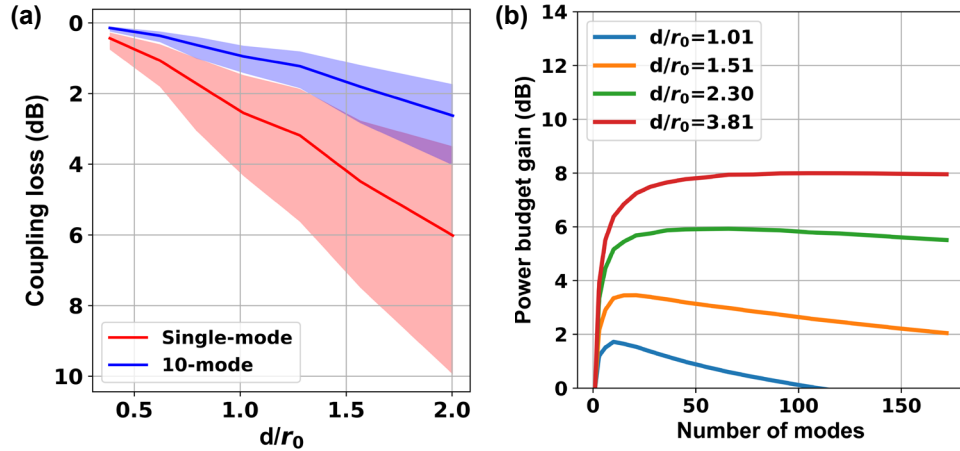 (a)
Coupling loss (dB)
0
2
4
6
8
10
Single-mode
10-mode
0.5
1.0
1.5
2.0
d/r₀
(b)
Power budget gain (dB)
14
12
10
8
6
4
2
0
d/r₀=1.01
d/r₀=1.51
d/r₀=2.30
d/r₀=3.81
0
50
100
150
Number of modes